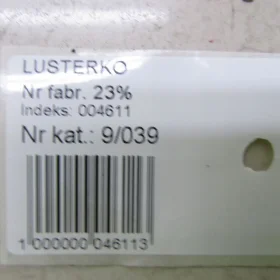 LUSTERKO
Nr fabr. 23%
Indeks: 004611
Nr kat.: 9/039
1 000000 046113